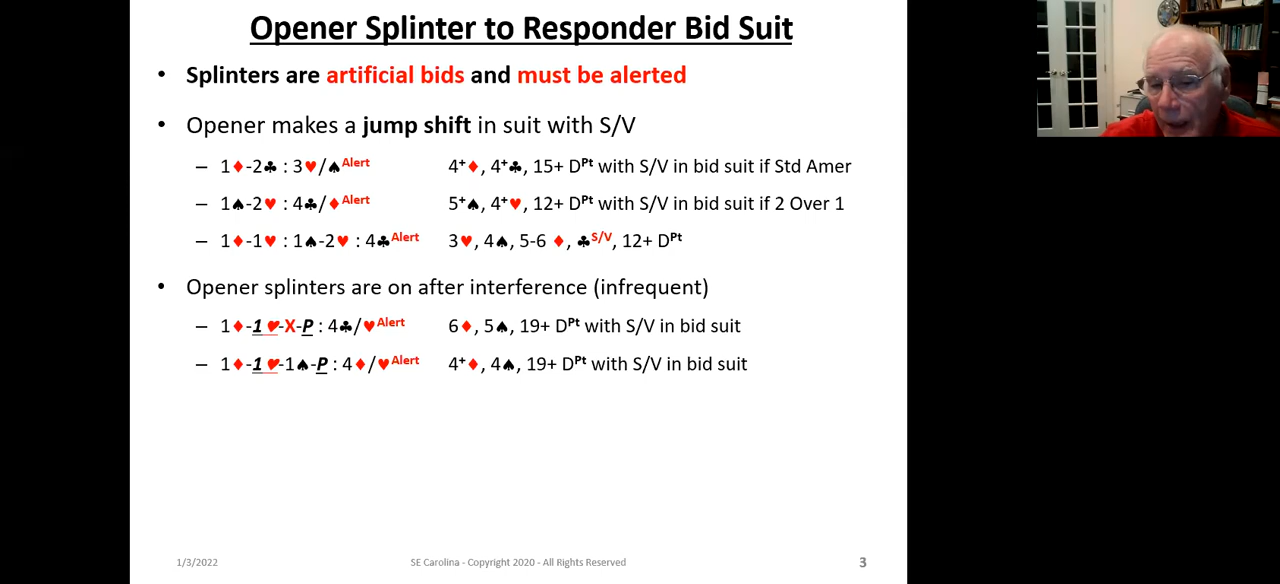 Opener Splinter to Responder Bid Suit
• Splinters are artificial bids and must be alerted
• Opener makes a jump shift in suit with S/V
– 1♦-2♣ : 3♥/♠Alert 4+♦, 4+♣, 15+ DPt with S/V in bid suit if Std Amer
– 1♠-2♥ : 4♣/♦Alert 5+♠, 4+♥, 12+ DPt with S/V in bid suit if 2 Over 1
– 1♦-1♥ : 1♠-2♥ : 4♣Alert 3♥, 4♠, 5-6 ♦, ♣S/V, 12+ DPt
• Opener splinters are on after interference (infrequent)
– 1♦-1♥-X-P : 4♣/♥Alert 6♦, 5♠, 19+ DPt with S/V in bid suit
– 1♦-1♥-1♠-P : 4♦/♥Alert 4+♦, 4♠, 19+ DPt with S/V in bid suit
1/3/2022 SE Carolina - Copyright 2020 - All Rights Reserved 3